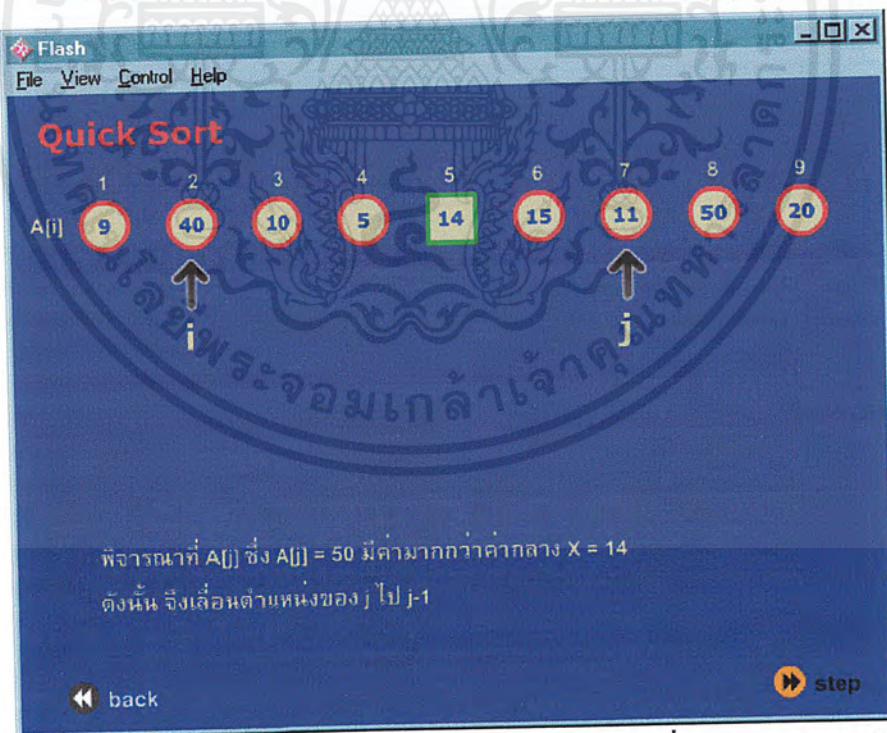 Flash
File View Control Help
Quick Sort
1 2 3 4 5 6 7 8 9
A[i] 9 40 10 5 14 15 11 50 20
i j
พิจารณาที่ A[j] ซึ่ง A[j] = 50 มีค่ามากกว่าค่ากลาง X = 14
ดังนั้น จึงเลื่อนตำแหน่งของ j ไป j-1
back step